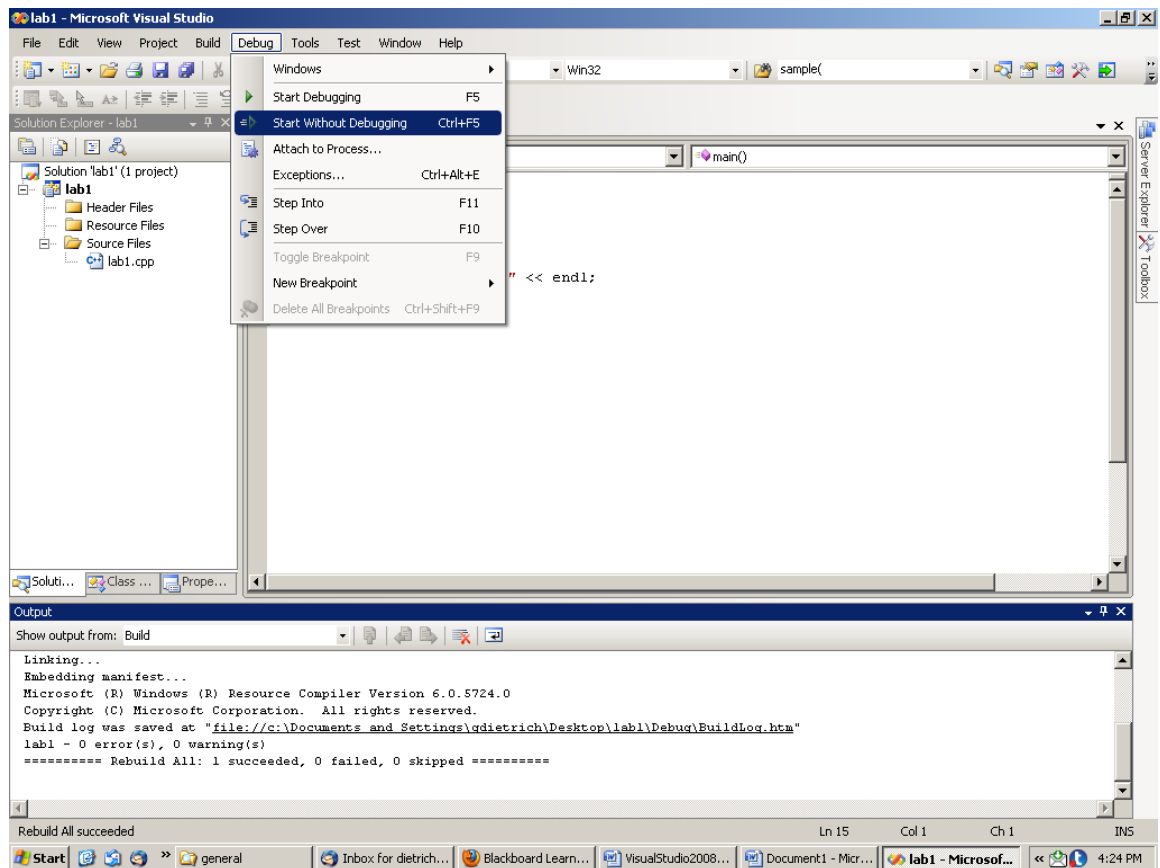 lab1 - Microsoft Visual Studio
File Edit View Project Build Debug Tools Test Window Help
Win32 sample(
Windows
Start Debugging F5
Start Without Debugging Ctrl+F5
Attach to Process...
Exceptions... Ctrl+Alt+E
Step Into F11
Step Over F10
Toggle Breakpoint F9
New Breakpoint
Delete All Breakpoints Ctrl+Shift+F9
Solution Explorer - lab1
Solution 'lab1' (1 project)
lab1
Header Files
Resource Files
Source Files
lab1.cpp
main()
" << endl;
Server Explorer
Toolbox
Soluti... Class ... Prope...
Output
Show output from: Build
Linking...
Embedding manifest...
Microsoft (R) Windows (R) Resource Compiler Version 6.0.5724.0
Copyright (C) Microsoft Corporation. All rights reserved.
Build log was saved at "file://c:\Documents and Settings\gdietrich\Desktop\lab1\Debug\BuildLog.htm"
lab1 - 0 error(s), 0 warning(s)
========== Rebuild All: 1 succeeded, 0 failed, 0 skipped ==========
Rebuild All succeeded Ln 15 Col 1 Ch 1 INS
Start » general Inbox for dietrich... Blackboard Learn... VisualStudio2008... Document1 - Micr... lab1 - Microsof... « 4:24 PM